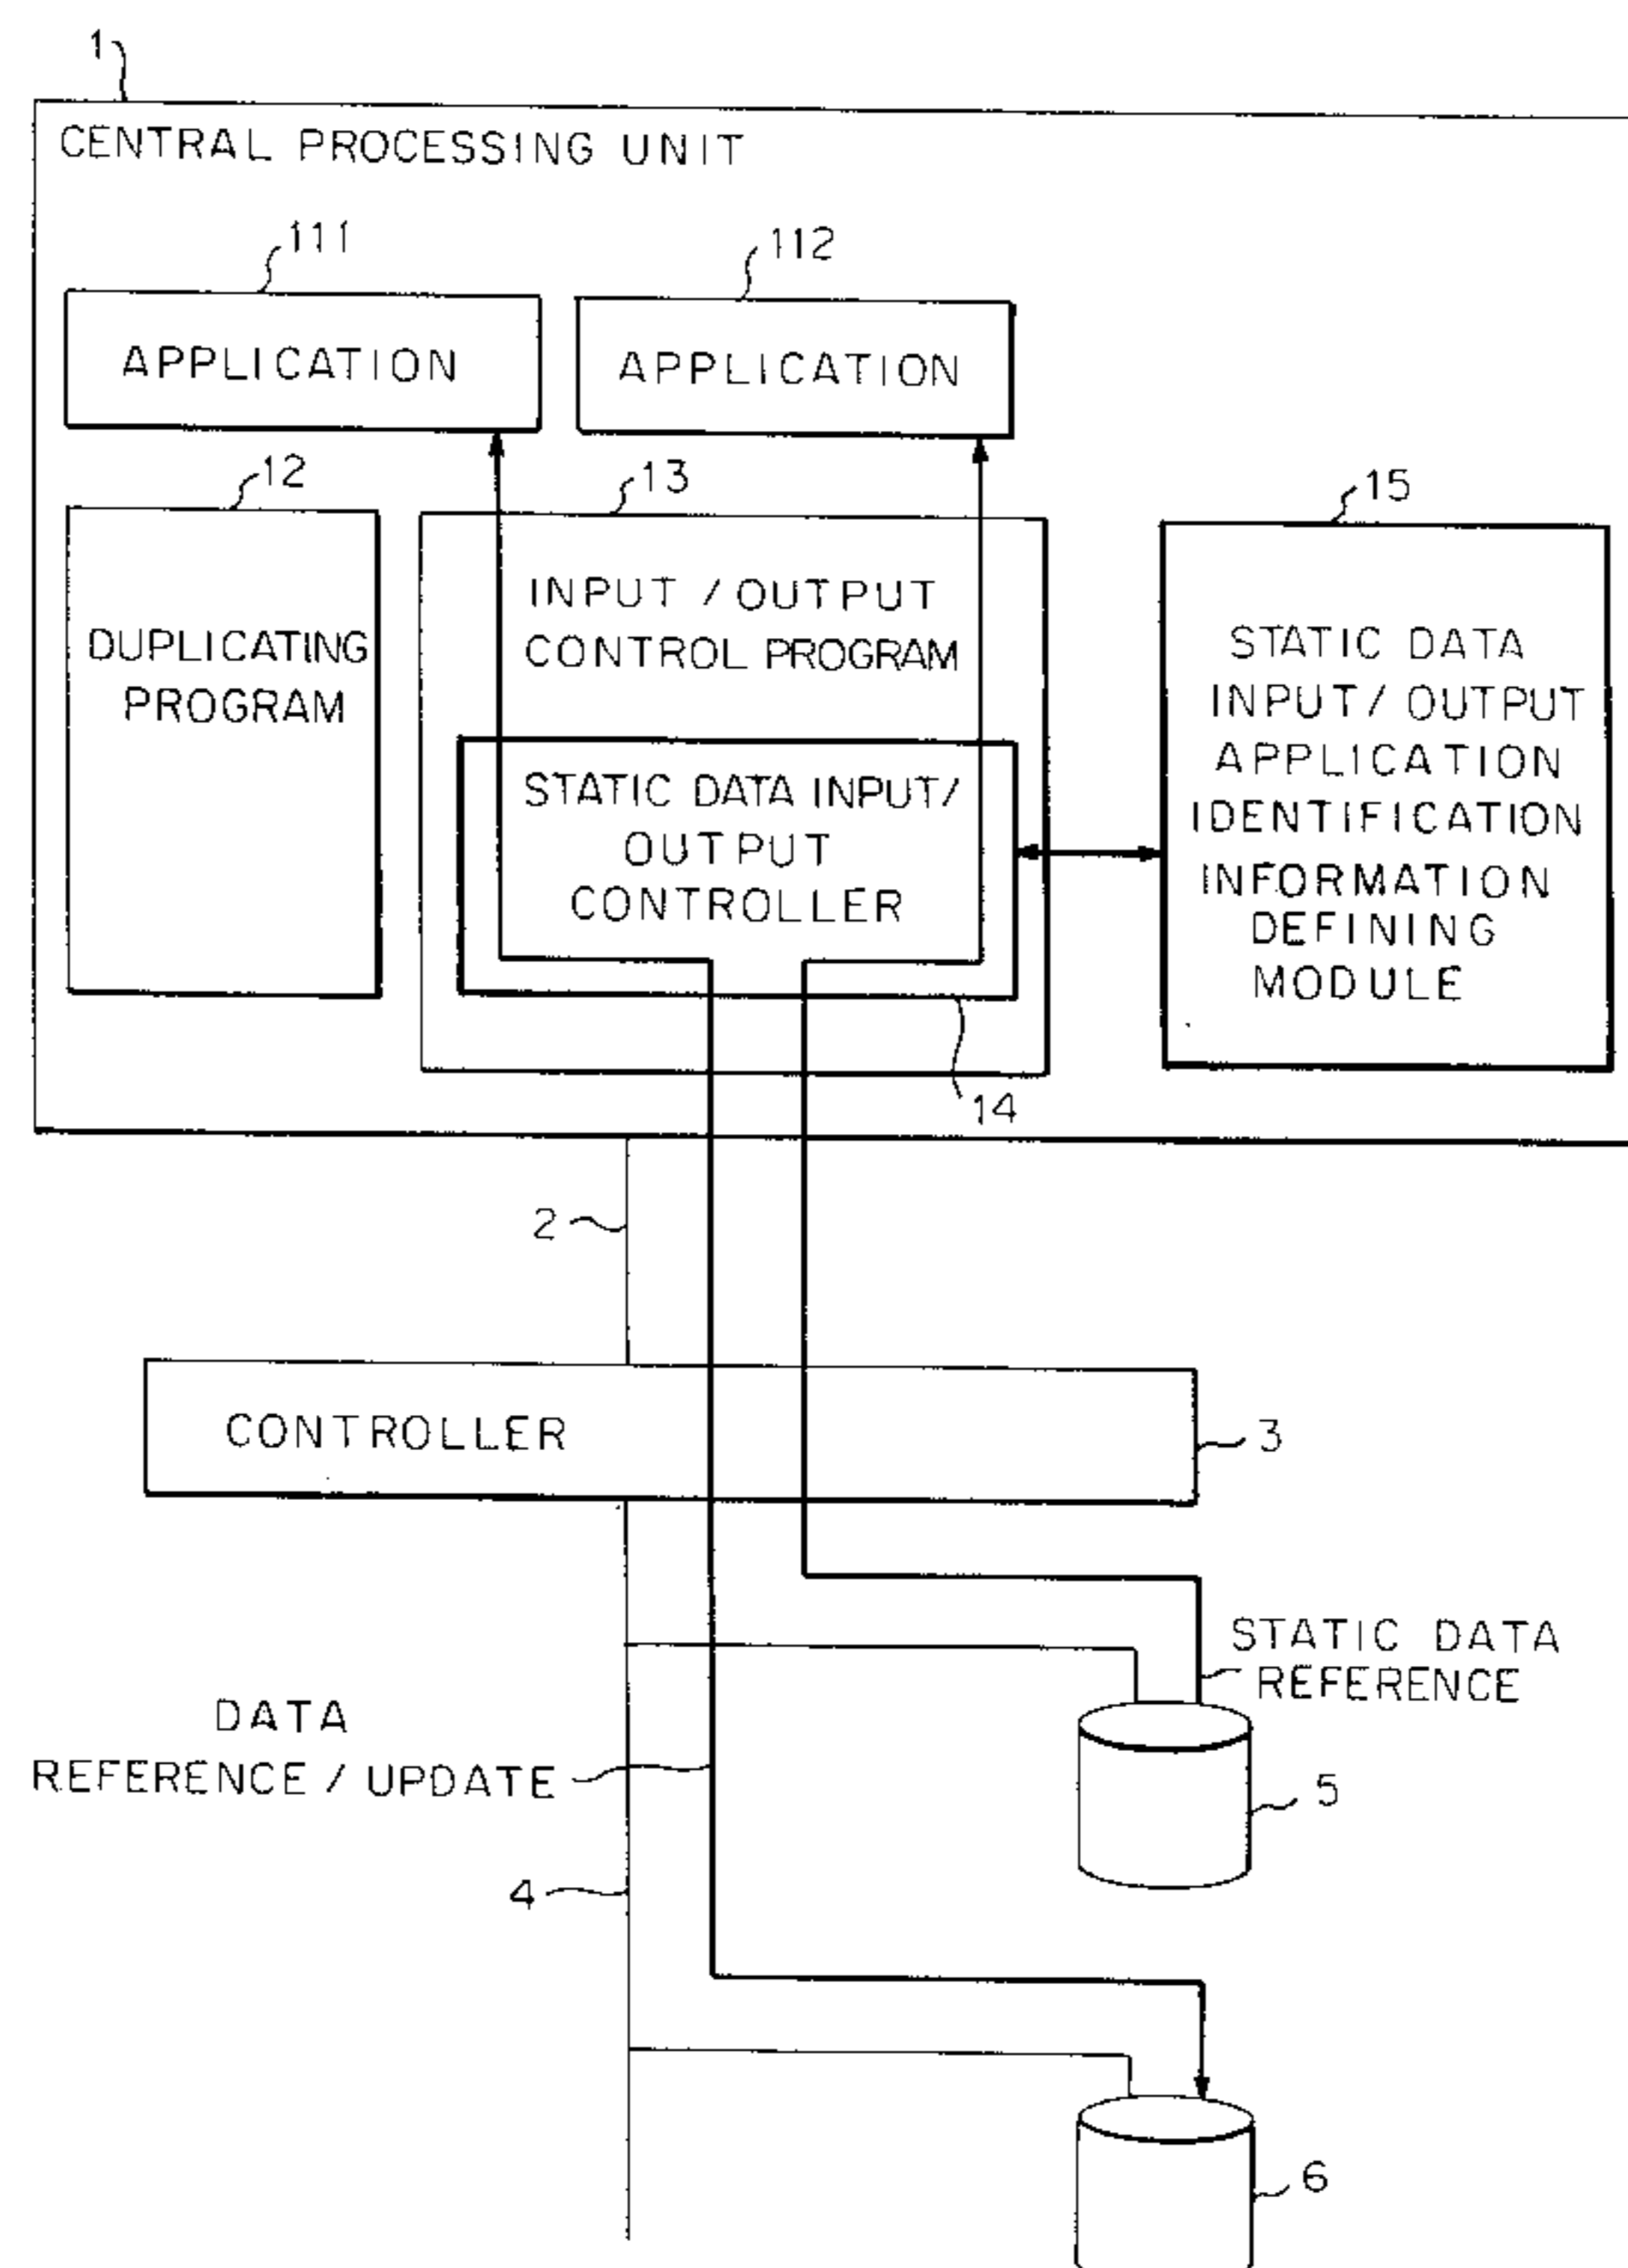 1
CENTRAL PROCESSING UNIT
111
112
APPLICATION
APPLICATION
12
13
15
DUPLICATING
PROGRAM
INPUT / OUTPUT
CONTROL PROGRAM
STATIC DATA INPUT/
OUTPUT
CONTROLLER
STATIC DATA
INPUT/ OUTPUT
APPLICATION
IDENTIFICATION
INFORMATION
DEFINING
MODULE
14
2
CONTROLLER
3
STATIC DATA
REFERENCE
DATA
REFERENCE / UPDATE
5
4
6